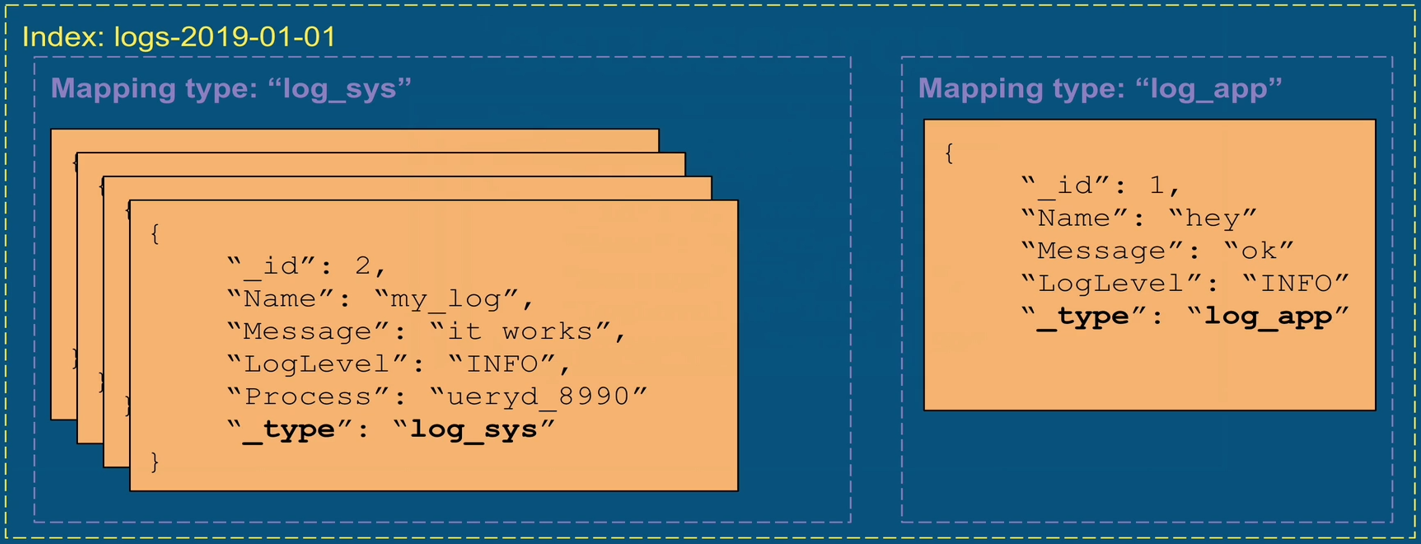 Index: logs-2019-01-01
Mapping type: “log_sys”
{
{
{
{
“_id”: 2,
“Name”: “my_log”,
“Message”: “it works”,
“LogLevel”: “INFO”,
“Process”: “ueryd_8990”
“_type”: “log_sys”
}
}
}
}
Mapping type: “log_app”
{
“_id”: 1,
“Name”: “hey”
“Message”: “ok”
“LogLevel”: “INFO”
“_type”: “log_app”